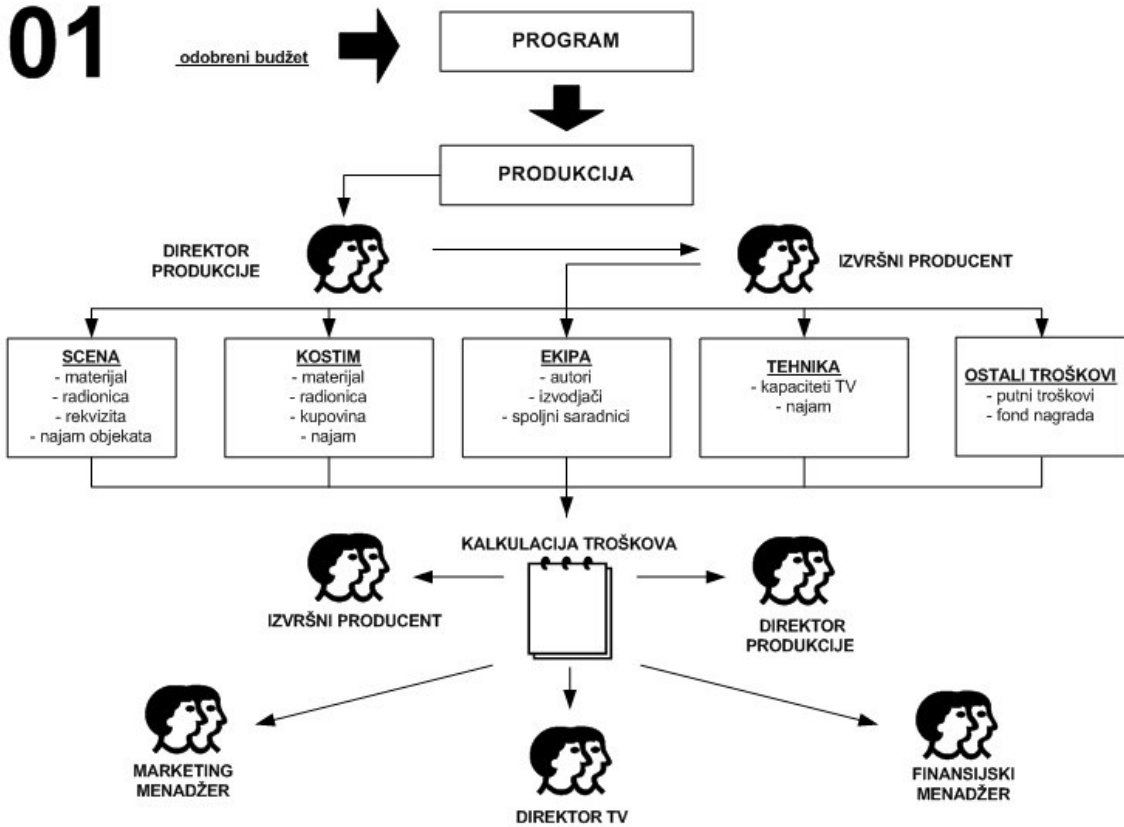 01
odobreni budžet
PROGRAM
PRODUKCIJA
DIREKTOR
PRODUKCIJE
IZVRŠNI PRODUCENT
SCENA
- materijal
- radionica
- rekvizita
- najam objekata
KOSTIM
- materijal
- radionica
- kupovina
- najam
EKIPA
- autori
- izvodjači
- spoljni saradnici
TEHNIKA
- kapaciteti TV
- najam
OSTALI TROŠKOVI
- putni troškovi
- fond nagrada
KALKULACIJA TROŠKOVA
IZVRŠNI PRODUCENT
DIREKTOR
PRODUKCIJE
MARKETING
MENADŽER
DIREKTOR TV
FINANSIJSKI
MENADŽER